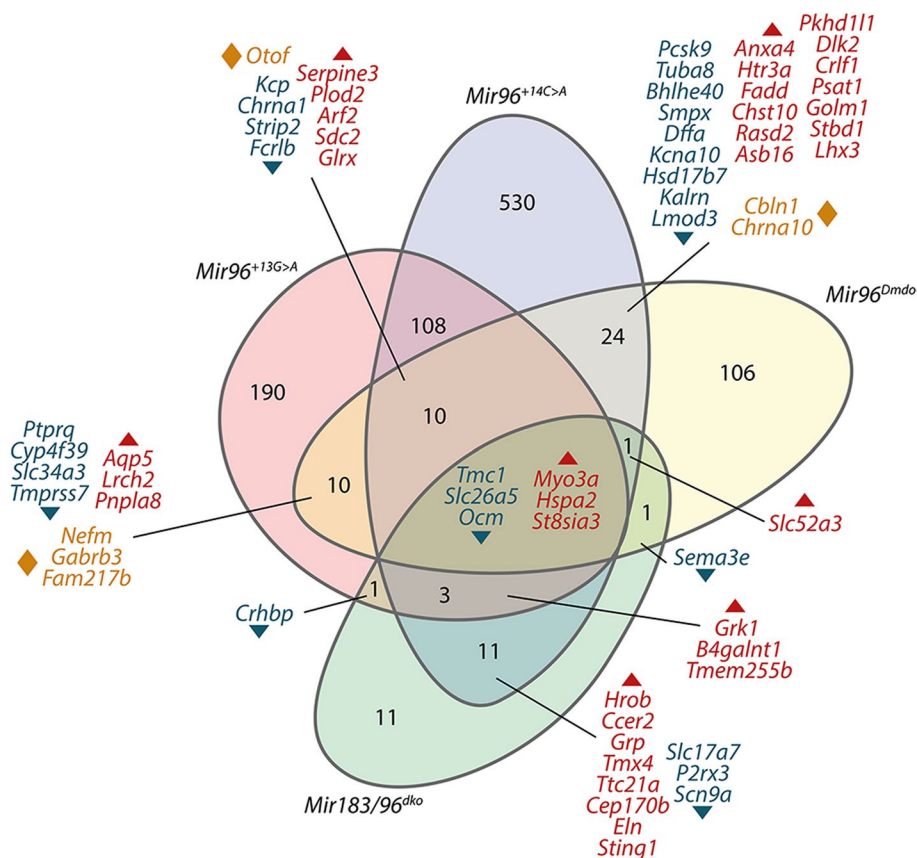 Otof
Kcp
Chrna1
Strip2
Fcrlb
Serpine3
Plod2
Arf2
Sdc2
Glrx
Mir96+14C>A
Pcsk9
Tuba8
Bhlhe40
Smpx
Dffa
Kcna10
Hsd17b7
Kalrn
Lmod3
Anxa4
Htr3a
Fadd
Chst10
Rasd2
Asb16
Pkhd1l1
Dlk2
Crlf1
Psat1
Golm1
Stbd1
Lhx3
Cbln1
Chrna10
530
Mir96+13G>A
Mir96Dmdo
108
24
190
106
10
Ptprq
Cyp4f39
Slc34a3
Tmprss7
Aqp5
Lrch2
Pnpla8
Nefm
Gabrb3
Fam217b
10
Tmc1
Slc26a5
Ocm
Myo3a
Hspa2
St8sia3
1
1
Slc52a3
Sema3e
Crhbp
1
3
Grk1
B4galnt1
Tmem255b
11
11
Hrob
Ccer2
Grp
Tmx4
Ttc21a
Cep170b
Eln
Sting1
Slc17a7
P2rx3
Scn9a
Mir183/96dko